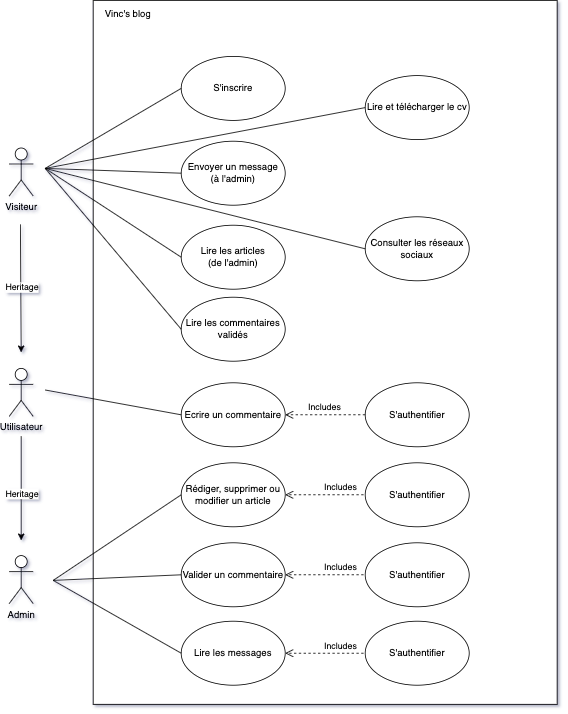 Vinc's blog
S'inscrire
Lire et télécharger le cv
Envoyer un message
(à l'admin)
Visiteur
Consulter les réseaux
sociaux
Lire les articles
(de l'admin)
Heritage
Lire les commentaires
validés
Ecrire un commentaire
Includes
S'authentifier
Utilisateur
Rédiger, supprimer ou
modifier un article
Includes
S'authentifier
Heritage
Valider un commentaire
Includes
S'authentifier
Admin
Lire les messages
Includes
S'authentifier